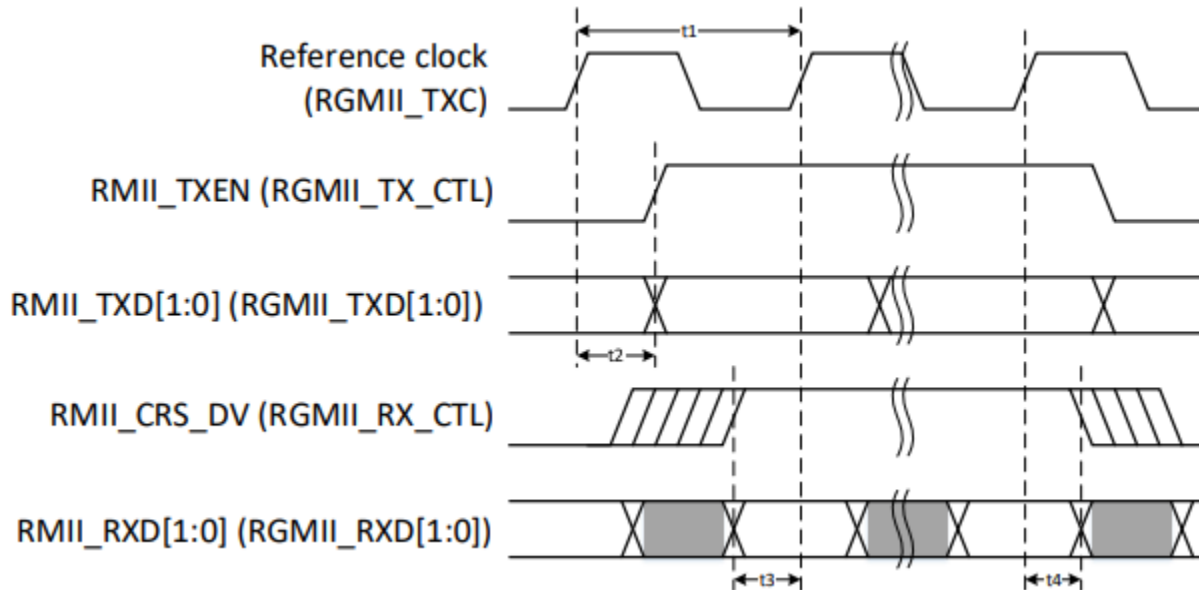 t1
Reference clock
(RGMII_TXC)
RMII_TXEN (RGMII_TX_CTL)
RMII_TXD[1:0] (RGMII_TXD[1:0])
t2
RMII_CRS_DV (RGMII_RX_CTL)
RMII_RXD[1:0] (RGMII_RXD[1:0])
t3
t4